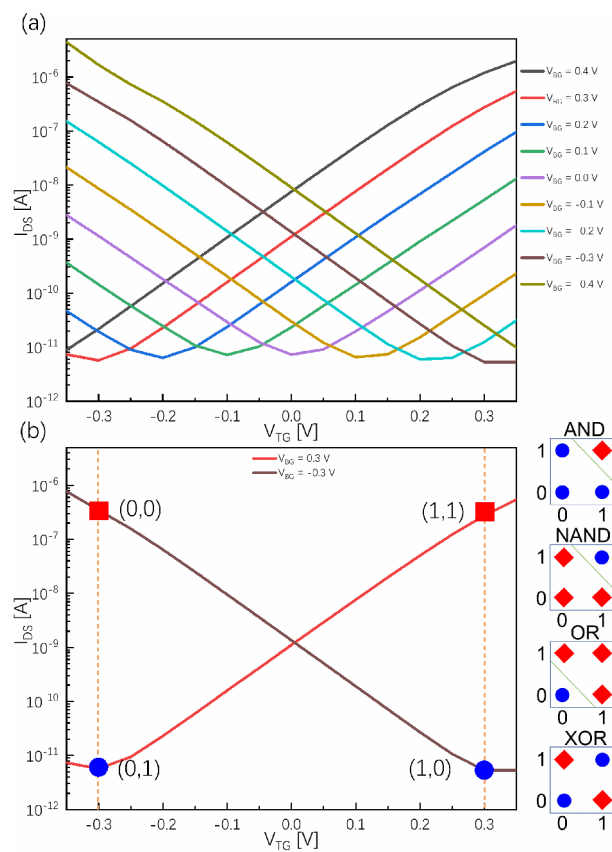 (a)
I_DS [A]
10⁻⁶
10⁻⁷
10⁻⁸
10⁻⁹
10⁻¹⁰
10⁻¹¹
10⁻¹²
-0.3 -0.2 -0.1 0.0 0.1 0.2 0.3
V_TG [V]
V_BG = 0.4 V
V_BG = 0.3 V
V_BG = 0.2 V
V_BG = 0.1 V
V_BG = 0.0 V
V_BG = -0.1 V
V_BG = 0.2 V
V_BG = -0.3 V
V_BG = 0.4 V
(b)
V_BG = 0.3 V
V_BG = -0.3 V
I_DS [A]
10⁻⁶
10⁻⁷
10⁻⁸
10⁻⁹
10⁻¹⁰
10⁻¹¹
10⁻¹²
(0,0)
(1,1)
(0,1)
(1,0)
-0.3 -0.2 -0.1 0.0 0.1 0.2 0.3
V_TG [V]
AND
1
0
0 1
NAND
1
0
0 1
OR
1
0
0 1
XOR
1
0
0 1